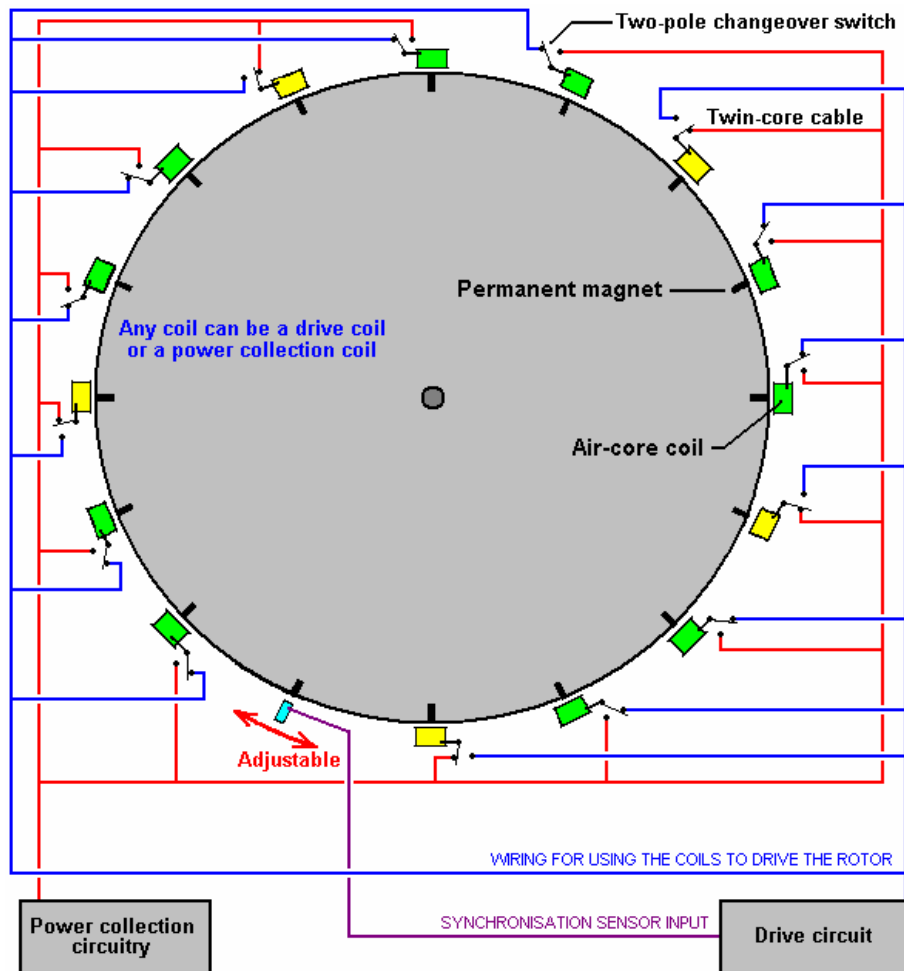 Two-pole changeover switch
Twin-core cable
Permanent magnet
Any coil can be a drive coil
or a power collection coil
Air-core coil
Adjustable
WIRING FOR USING THE COILS TO DRIVE THE ROTOR
Power collection
circuitry
SYNCHRONISATION SENSOR INPUT
Drive circuit